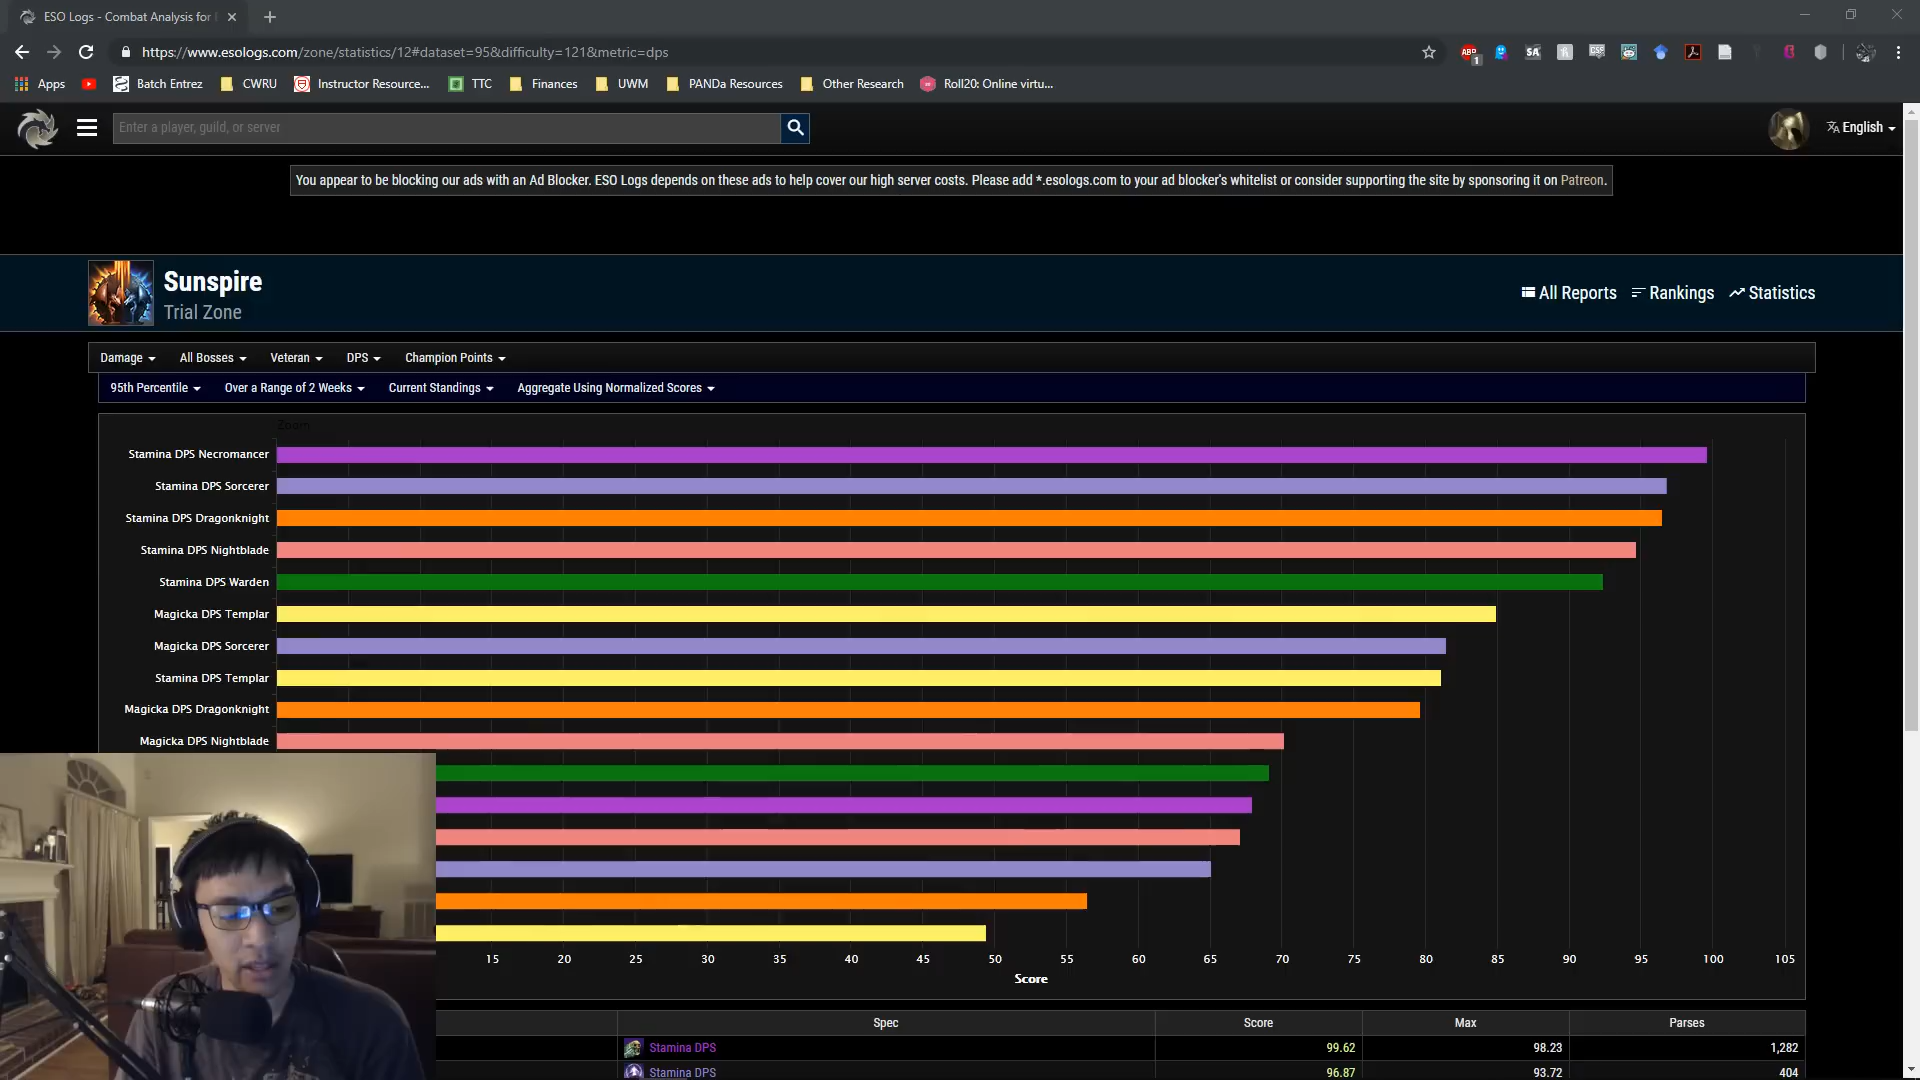 ESO Logs - Combat Analysis for
https://www.esologs.com/zone/statistics/12#dataset=95&difficulty=121&metric=dps
ABP
1
SA
CSS
Apps
Batch Entrez
CWRU
Instructor Resource...
TTC
Finances
UWM
PANDa Resources
Other Research
Roll20: Online virtu...
Enter a player, guild, or server
English
You appear to be blocking our ads with an Ad Blocker. ESO Logs depends on these ads to help cover our high server costs. Please add *.esologs.com to your ad blocker's whitelist or consider supporting the site by sponsoring it on Patreon.
Sunspire
Trial Zone
All Reports Rankings Statistics
Damage All Bosses Veteran DPS Champion Points
95th Percentile Over a Range of 2 Weeks Current Standings Aggregate Using Normalized Scores
Zoom
Stamina DPS Necromancer
Stamina DPS Sorcerer
Stamina DPS Dragonknight
Stamina DPS Nightblade
Stamina DPS Warden
Magicka DPS Templar
Magicka DPS Sorcerer
Stamina DPS Templar
Magicka DPS Dragonknight
Magicka DPS Nightblade
15 20 25 30 35 40 45 50 55 60 65 70 75 80 85 90 95 100 105
Score
Spec Score Max Parses
Stamina DPS 99.62 98.23 1,282
Stamina DPS 96.87 93.72 404